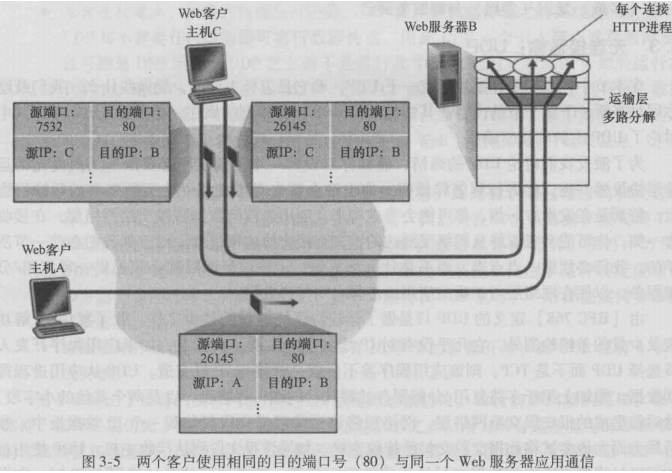 Web客户
主机C
Web服务器B
每个连接
HTTP进程
运输层
多路分解
源端口:
7532
目的端口:
80
源IP: C
目的IP: B
⋮
源端口:
26145
目的端口:
80
源IP: C
目的IP: B
⋮
Web客户
主机A
源端口:
26145
目的端口:
80
源IP: A
目的IP: B
⋮
图 3-5 两个客户使用相同的目的端口号（80）与同一个 Web 服务器应用通信